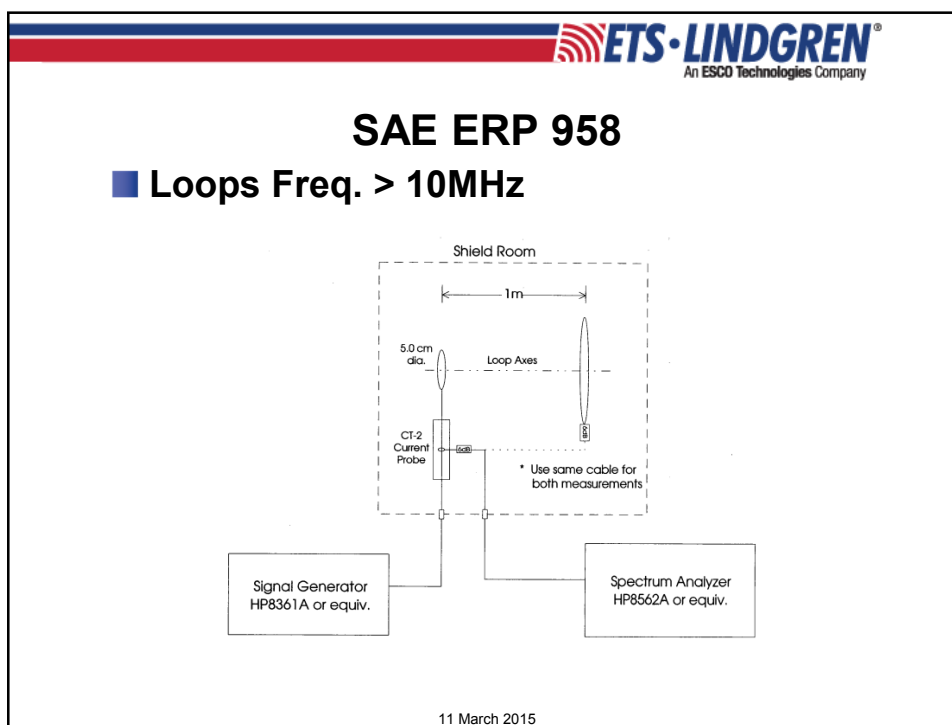 ETS·LINDGREN®
An ESCO Technologies Company
SAE ERP 958
Loops Freq. > 10MHz
Shield Room
1m
5.0 cm
dia.
Loop Axes
6dB
CT-2
Current
Probe
6dB
* Use same cable for
both measurements
Signal Generator
HP8361A or equiv.
Spectrum Analyzer
HP8562A or equiv.
11 March 2015